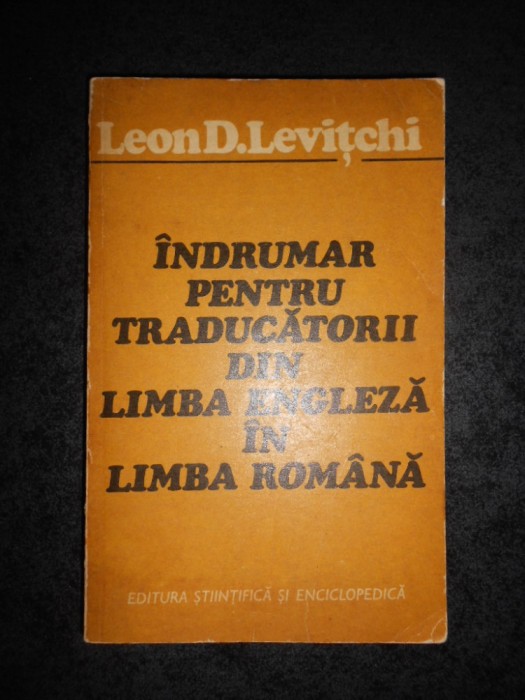 Leon D. Levițchi
ÎNDRUMAR
PENTRU
TRADUCĂTORII
DIN
LIMBA ENGLEZĂ
ÎN
LIMBA ROMÂNĂ
EDITURA ȘTIINȚIFICĂ ȘI ENCICLOPEDICĂ